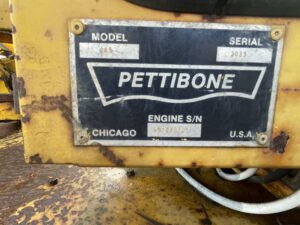 MODEL SERIAL
PETTIBONE
ENGINE S/N
CHICAGO U.S.A.